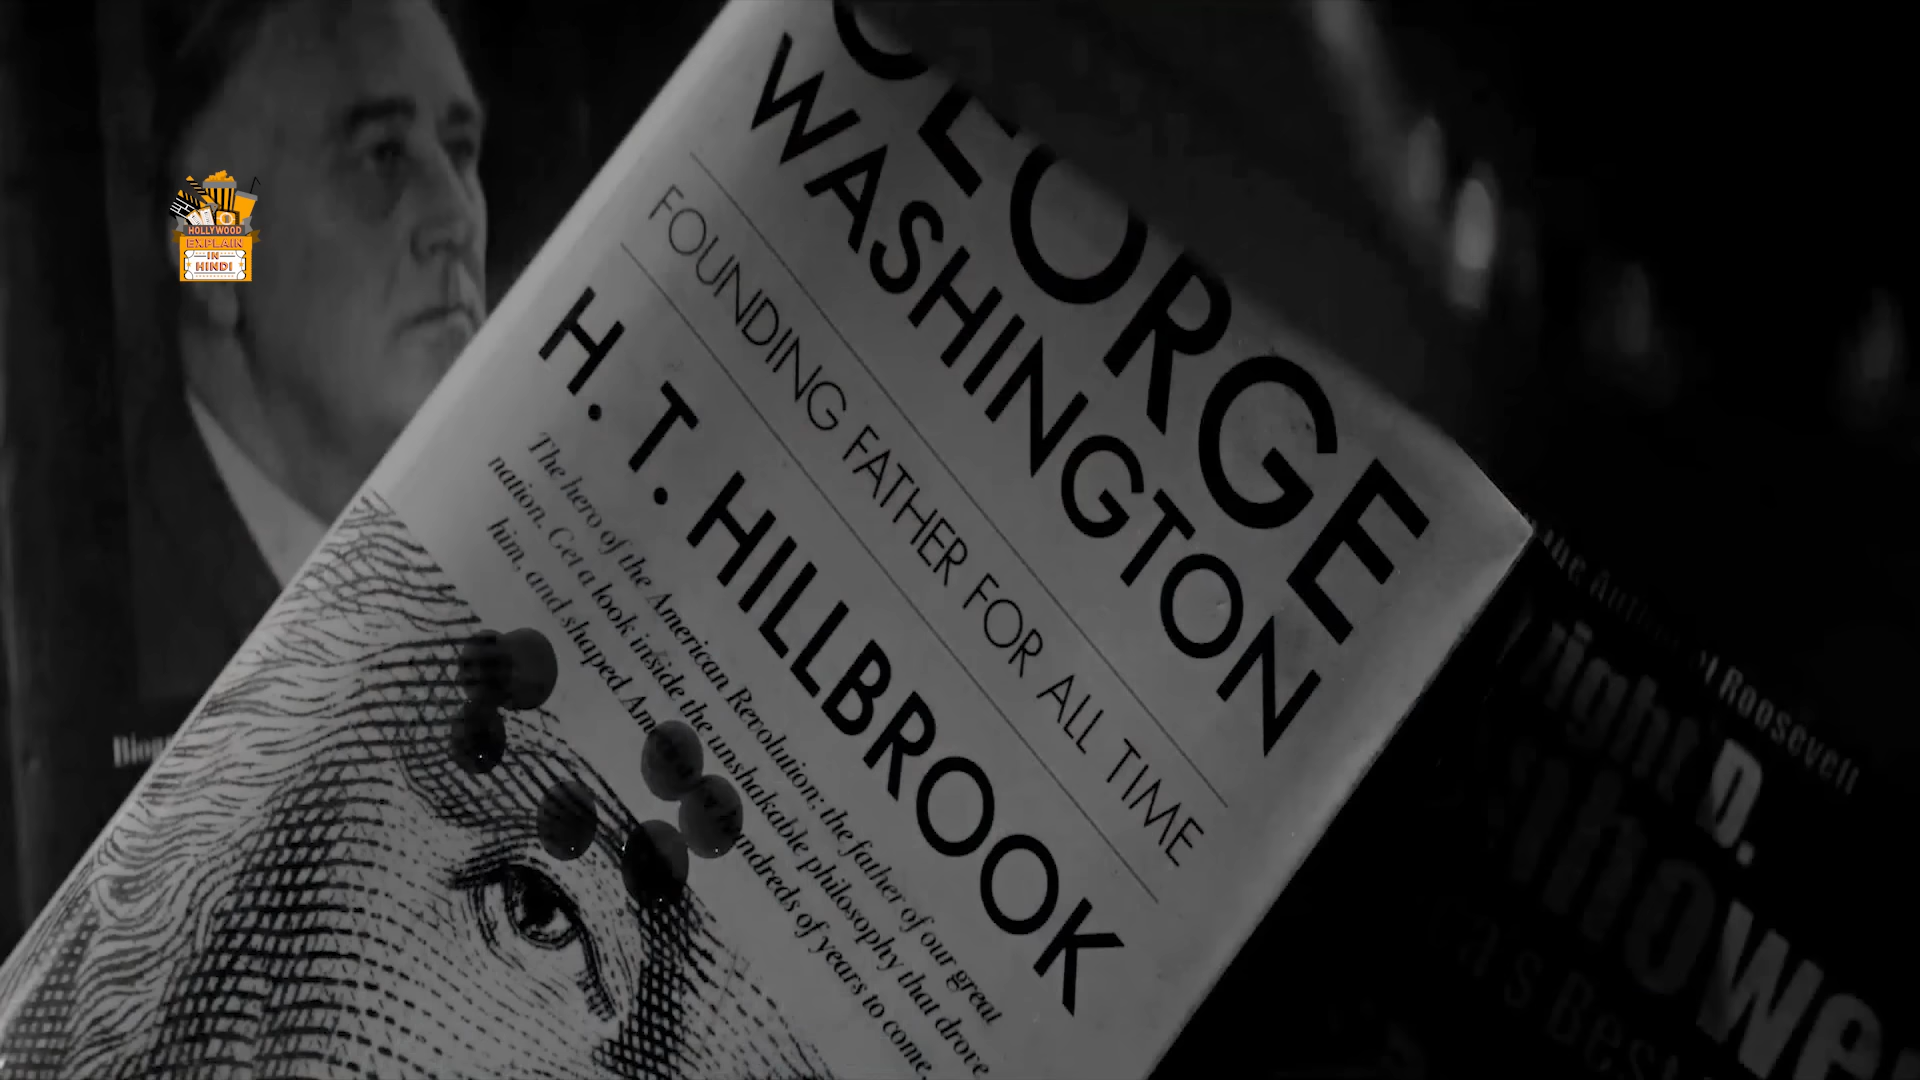 HOLLYWOOD
EXPLAIN
IN
HINDI
GEORGE
WASHINGTON
FOUNDING FATHER FOR ALL TIME
H. T. HILLBROOK
The hero of the American Revolution; the father of our great
nation. Get a look inside the unshakable philosophy that drove
him, and shaped hundreds of years to come.
Roosevelt
D.